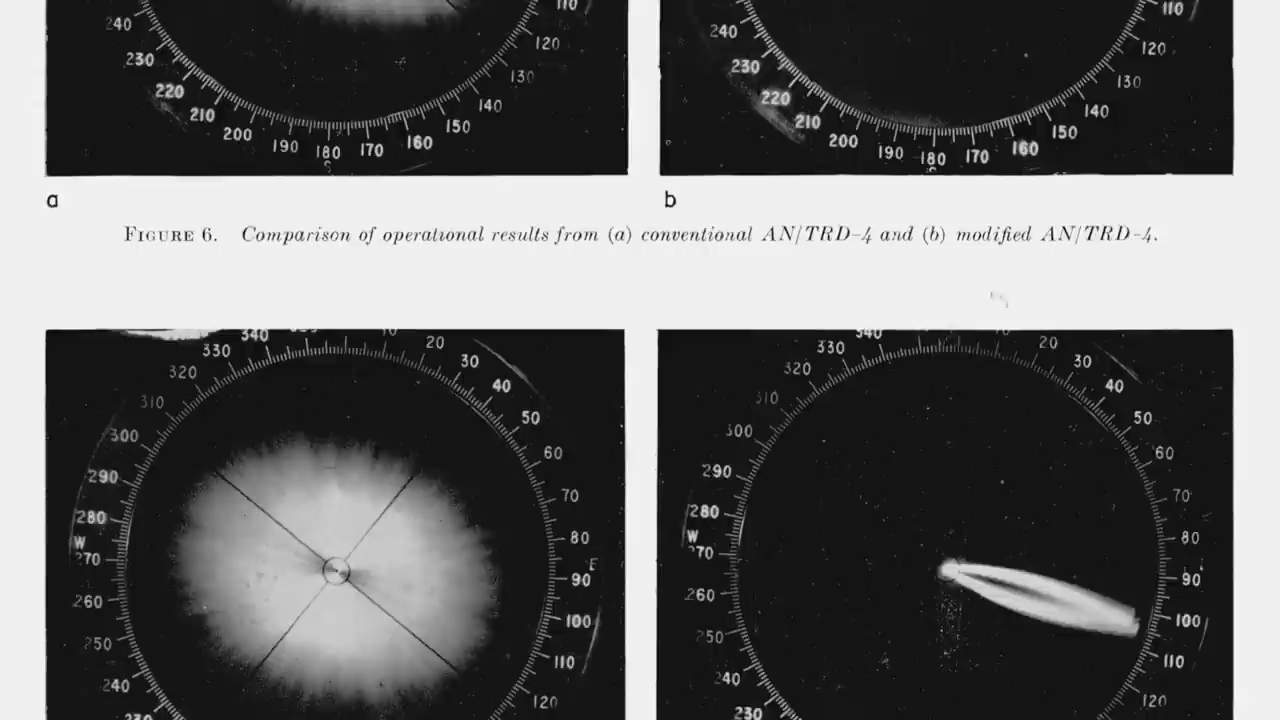 240 110 240 110
230 120 230 120
220 130 220 130
210 140 210 140
200 150 200 150
190 180 170 160 190 180 170 160
S S
a b
FIGURE 6. Comparison of operational results from (a) conventional AN/TRD-4 and (b) modified AN/TRD-4.
340 10 20 340 20
330 30 330 30
320 40 320 40
310 50 310 50
300 60 300 60
290 70 290 70
280 80 280 80
W E W E
270 90 270 90
260 100 260 100
250 110 250 110
240 120 240 120
230 230